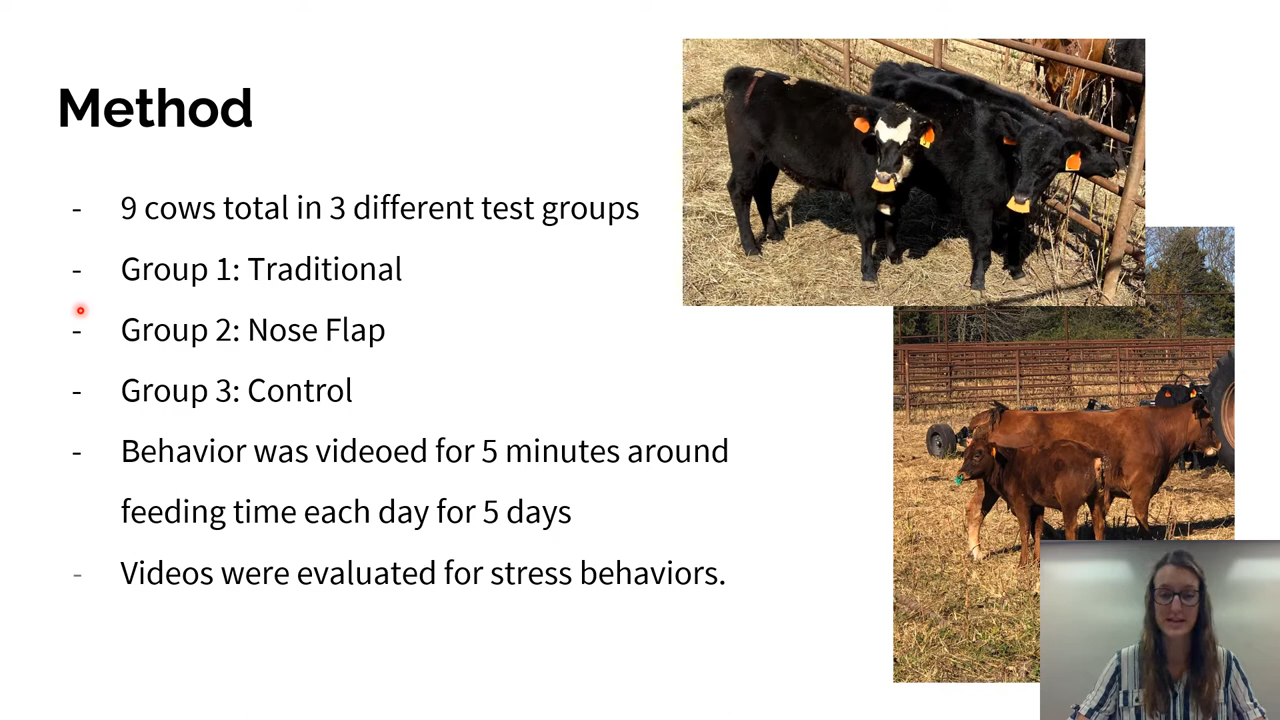 Method
- 9 cows total in 3 different test groups
- Group 1: Traditional
- Group 2: Nose Flap
- Group 3: Control
- Behavior was videoed for 5 minutes around
feeding time each day for 5 days
- Videos were evaluated for stress behaviors.